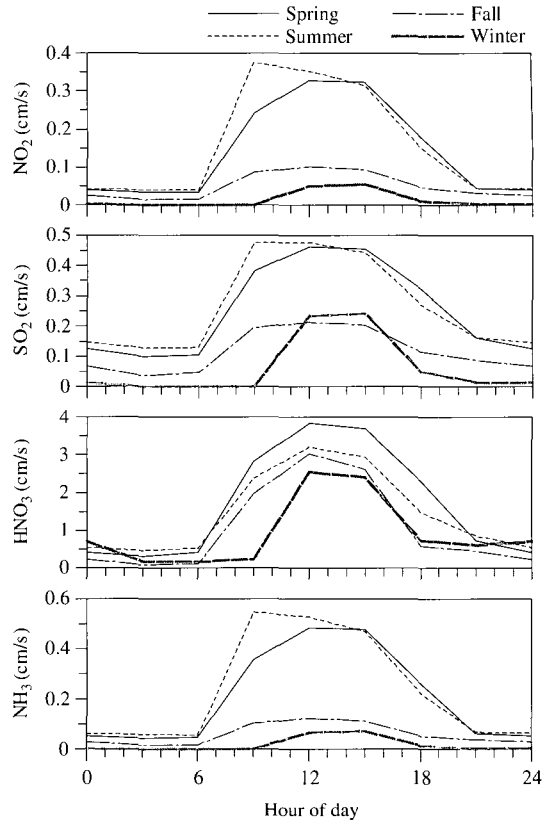 Spring Fall
Summer Winter
0.4
0.3
0.2
0.1
0
NO₂ (cm/s)
0.5
0.4
0.3
0.2
0.1
0
SO₂ (cm/s)
4
3
2
1
0
HNO₃ (cm/s)
0.6
0.4
0.2
0
NH₃ (cm/s)
0 6 12 18 24
Hour of day